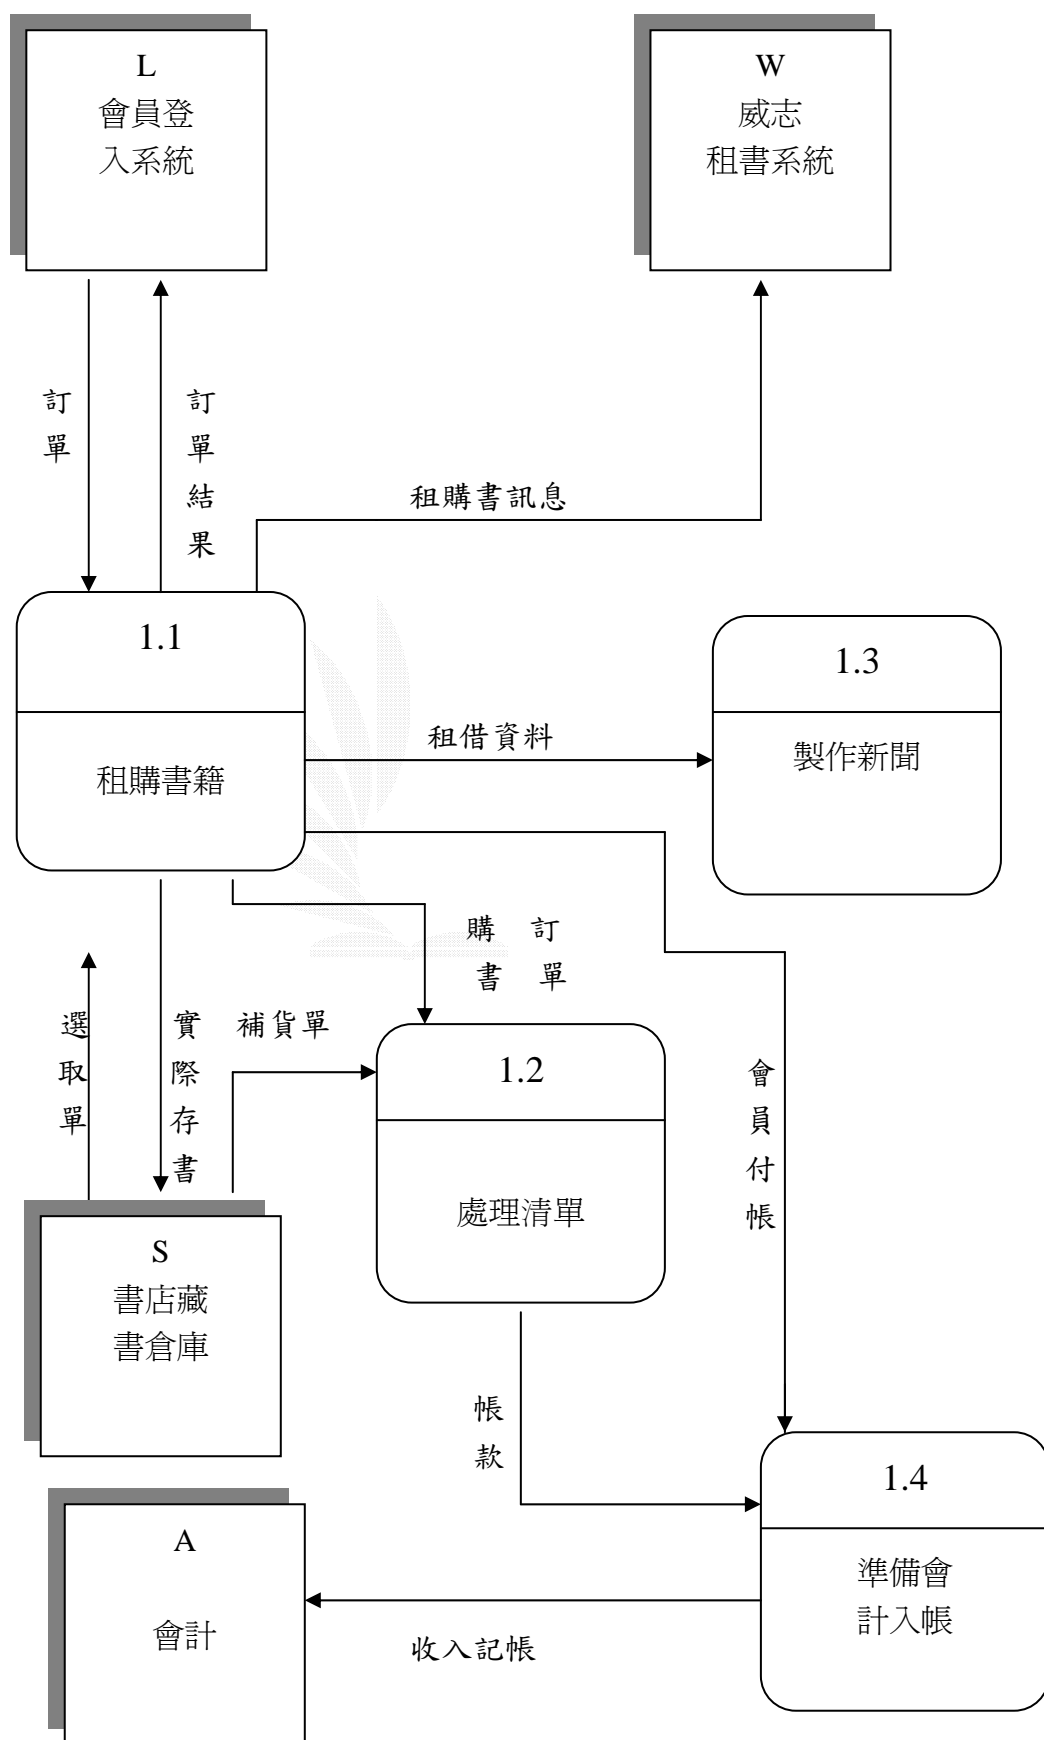 L
會員登
入系統
W
威志
租書系統
訂單
訂單結果
租購書訊息
1.1
租購書籍
1.3
製作新聞
租借資料
購書
訂單
選取單
實際存書
補貨單
1.2
處理清單
會員付帳
S
書店藏
書倉庫
帳款
1.4
準備會
計入帳
A
會計
收入記帳